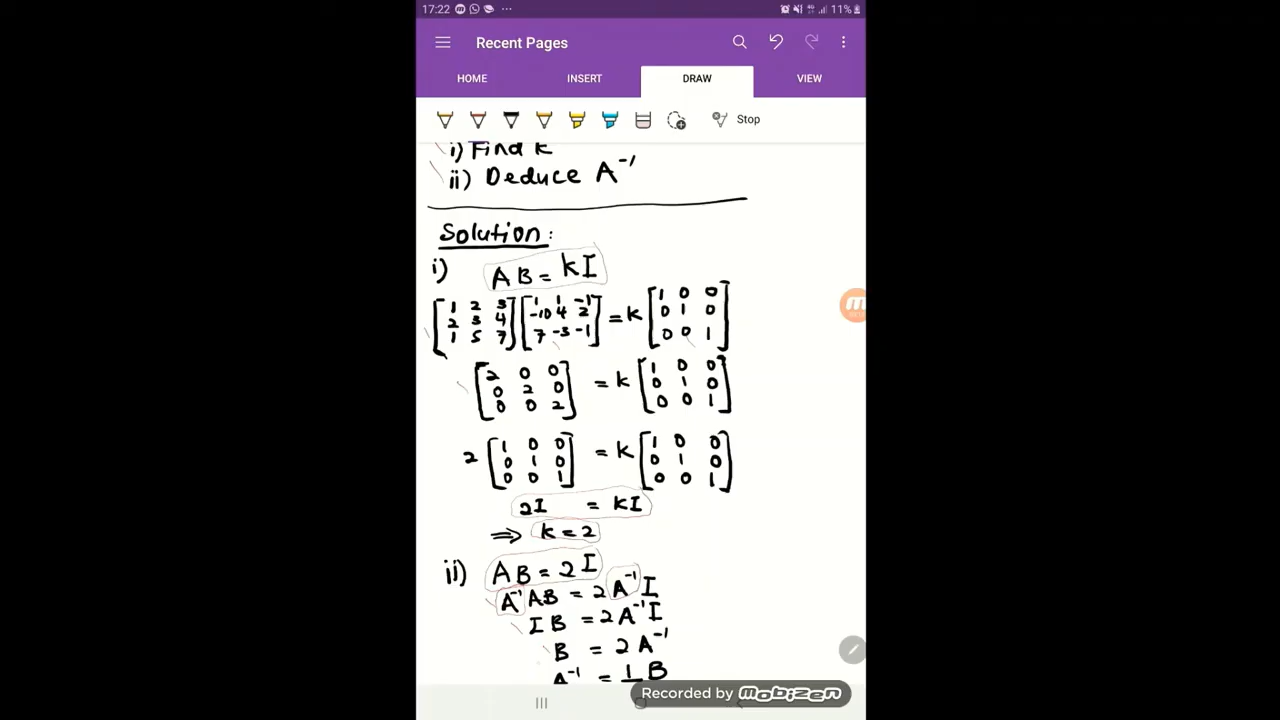 17:22 ... 11%
Recent Pages
HOME INSERT DRAW VIEW
Stop
i) Find k
ii) Deduce A⁻¹
Solution:
i) AB = kI
[1 2 3] [1 1 -1] = k [1 0 0]
[2 3 4] [-10 4 2] [0 1 0]
[1 5 7] [7 -3 -1] [0 0 1]
[2 0 0] = k [1 0 0]
[0 2 0] [0 1 0]
[0 0 2] [0 0 1]
2 [1 0 0] = k [1 0 0]
[0 1 0] [0 1 0]
[0 0 1] [0 0 1]
2I = kI
⇒ k = 2
ii) AB = 2I
A⁻¹AB = 2A⁻¹I
IB = 2A⁻¹I
B = 2A⁻¹
A⁻¹ = 1 B
Recorded by mobizen